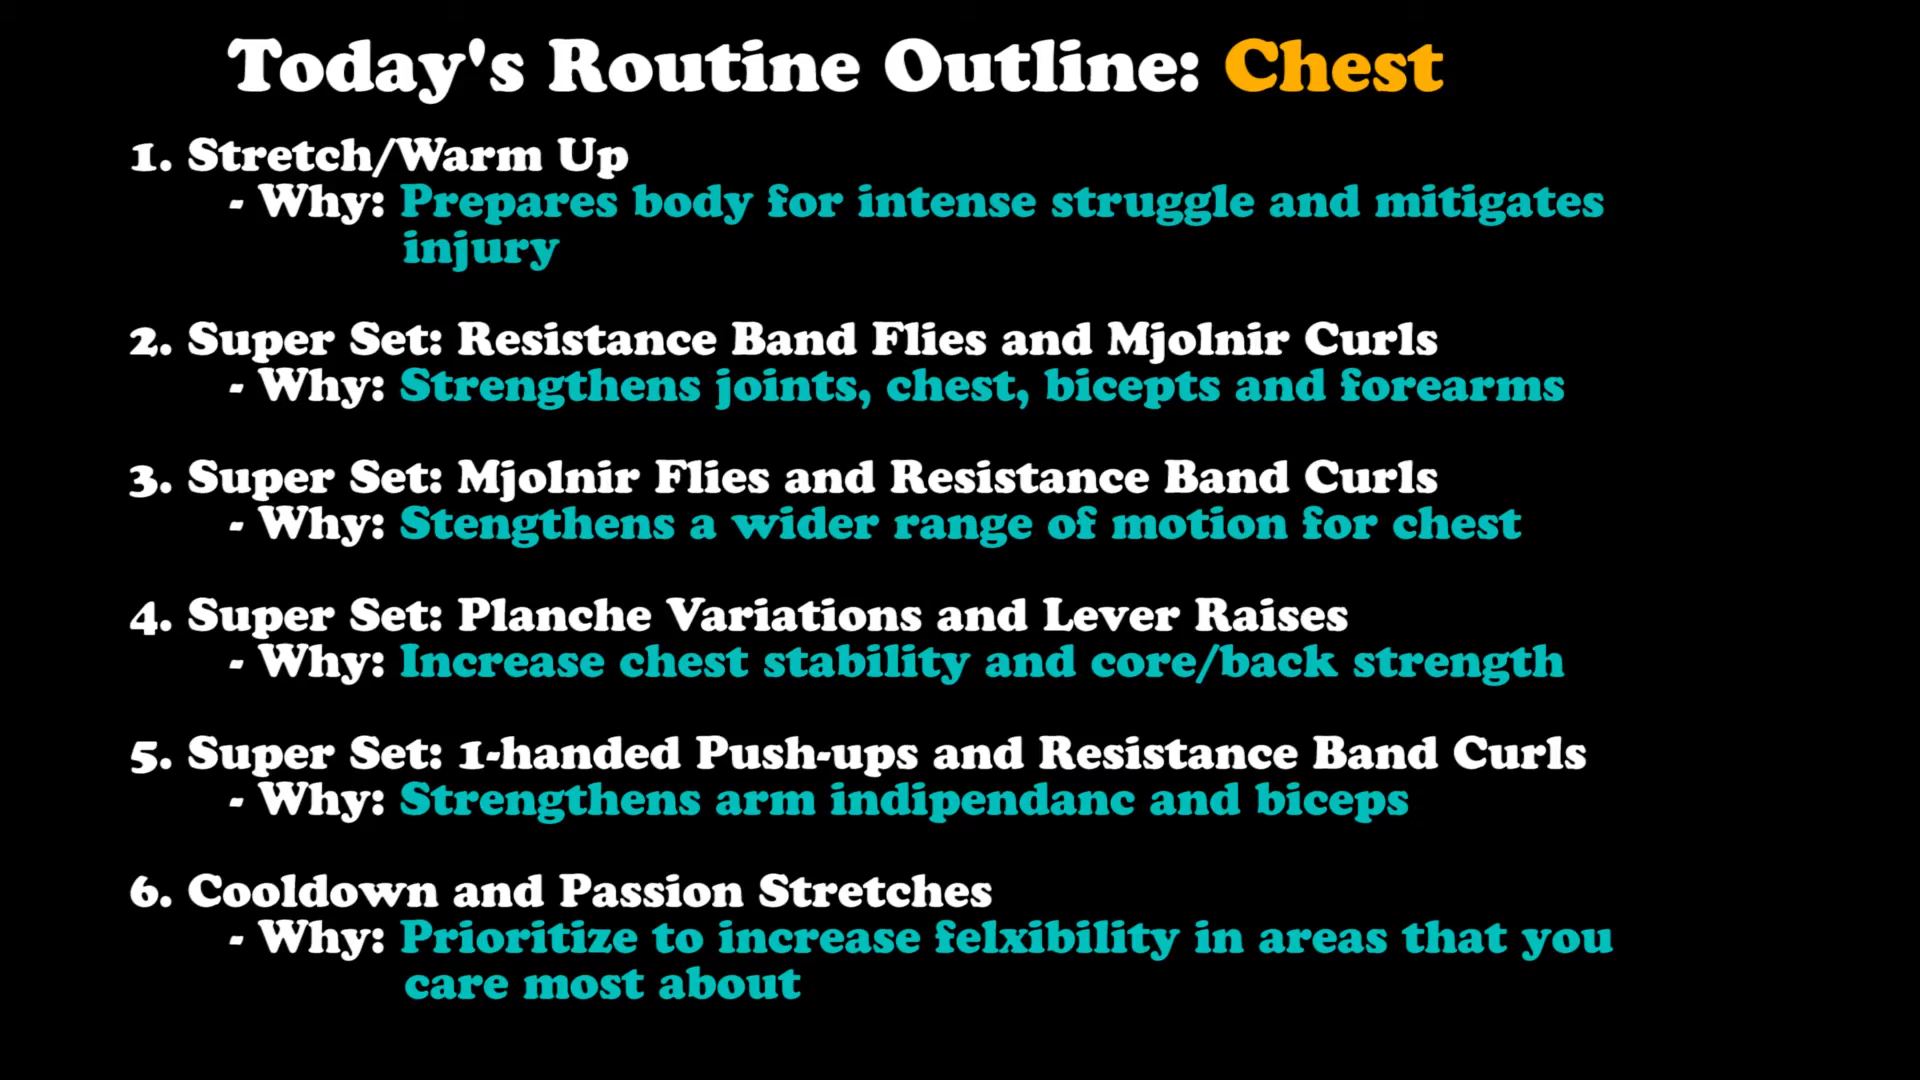 Today's Routine Outline: Chest
1. Stretch/Warm Up
- Why: Prepares body for intense struggle and mitigates
injury
2. Super Set: Resistance Band Flies and Mjolnir Curls
- Why: Strengthens joints, chest, bicepts and forearms
3. Super Set: Mjolnir Flies and Resistance Band Curls
- Why: Stengthens a wider range of motion for chest
4. Super Set: Planche Variations and Lever Raises
- Why: Increase chest stability and core/back strength
5. Super Set: 1-handed Push-ups and Resistance Band Curls
- Why: Strengthens arm indipendanc and biceps
6. Cooldown and Passion Stretches
- Why: Prioritize to increase felxibility in areas that you
care most about